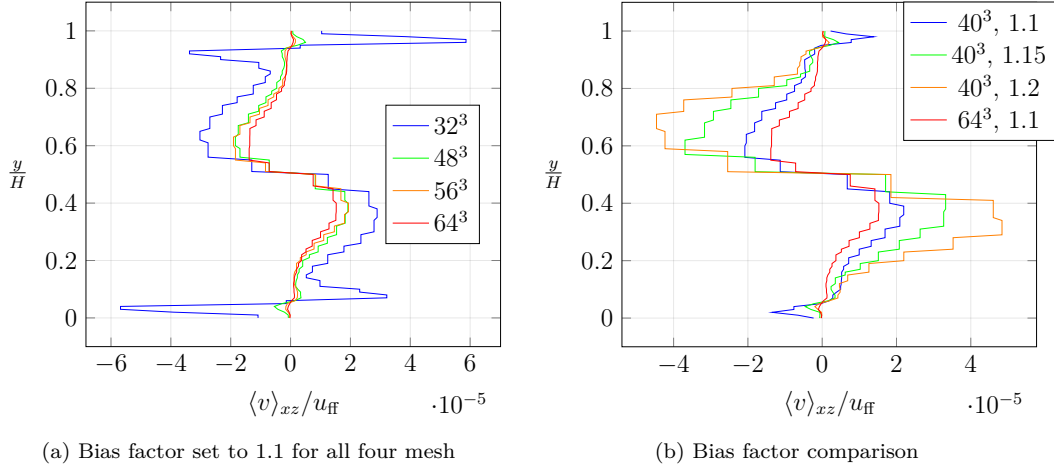 1
0.8
0.6
0.4
0.2
0
y/H
−6 −4 −2 0 2 4 6
·10⁻⁵
⟨v⟩xz/uff
32³
48³
56³
64³
(a) Bias factor set to 1.1 for all four mesh
1
0.8
0.6
0.4
0.2
0
y/H
−4 −2 0 2 4
·10⁻⁵
⟨v⟩xz/uff
40³, 1.1
40³, 1.15
40³, 1.2
64³, 1.1
(b) Bias factor comparison